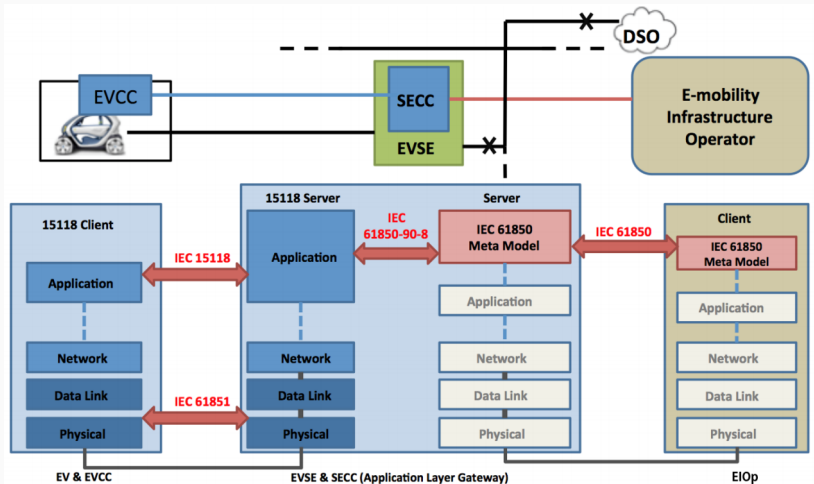 DSO
EVCC
SECC
EVSE
E-mobility
Infrastructure
Operator
15118 Client
15118 Server
Server
Client
IEC
61850-90-8
IEC 15118
IEC 61850
IEC 61850
Meta Model
IEC 61850
Meta Model
Application
Application
Application
Application
Network
Network
Network
Network
Data Link
Data Link
Data Link
Data Link
IEC 61851
Physical
Physical
Physical
Physical
EV & EVCC
EVSE & SECC (Application Layer Gateway)
EIOp